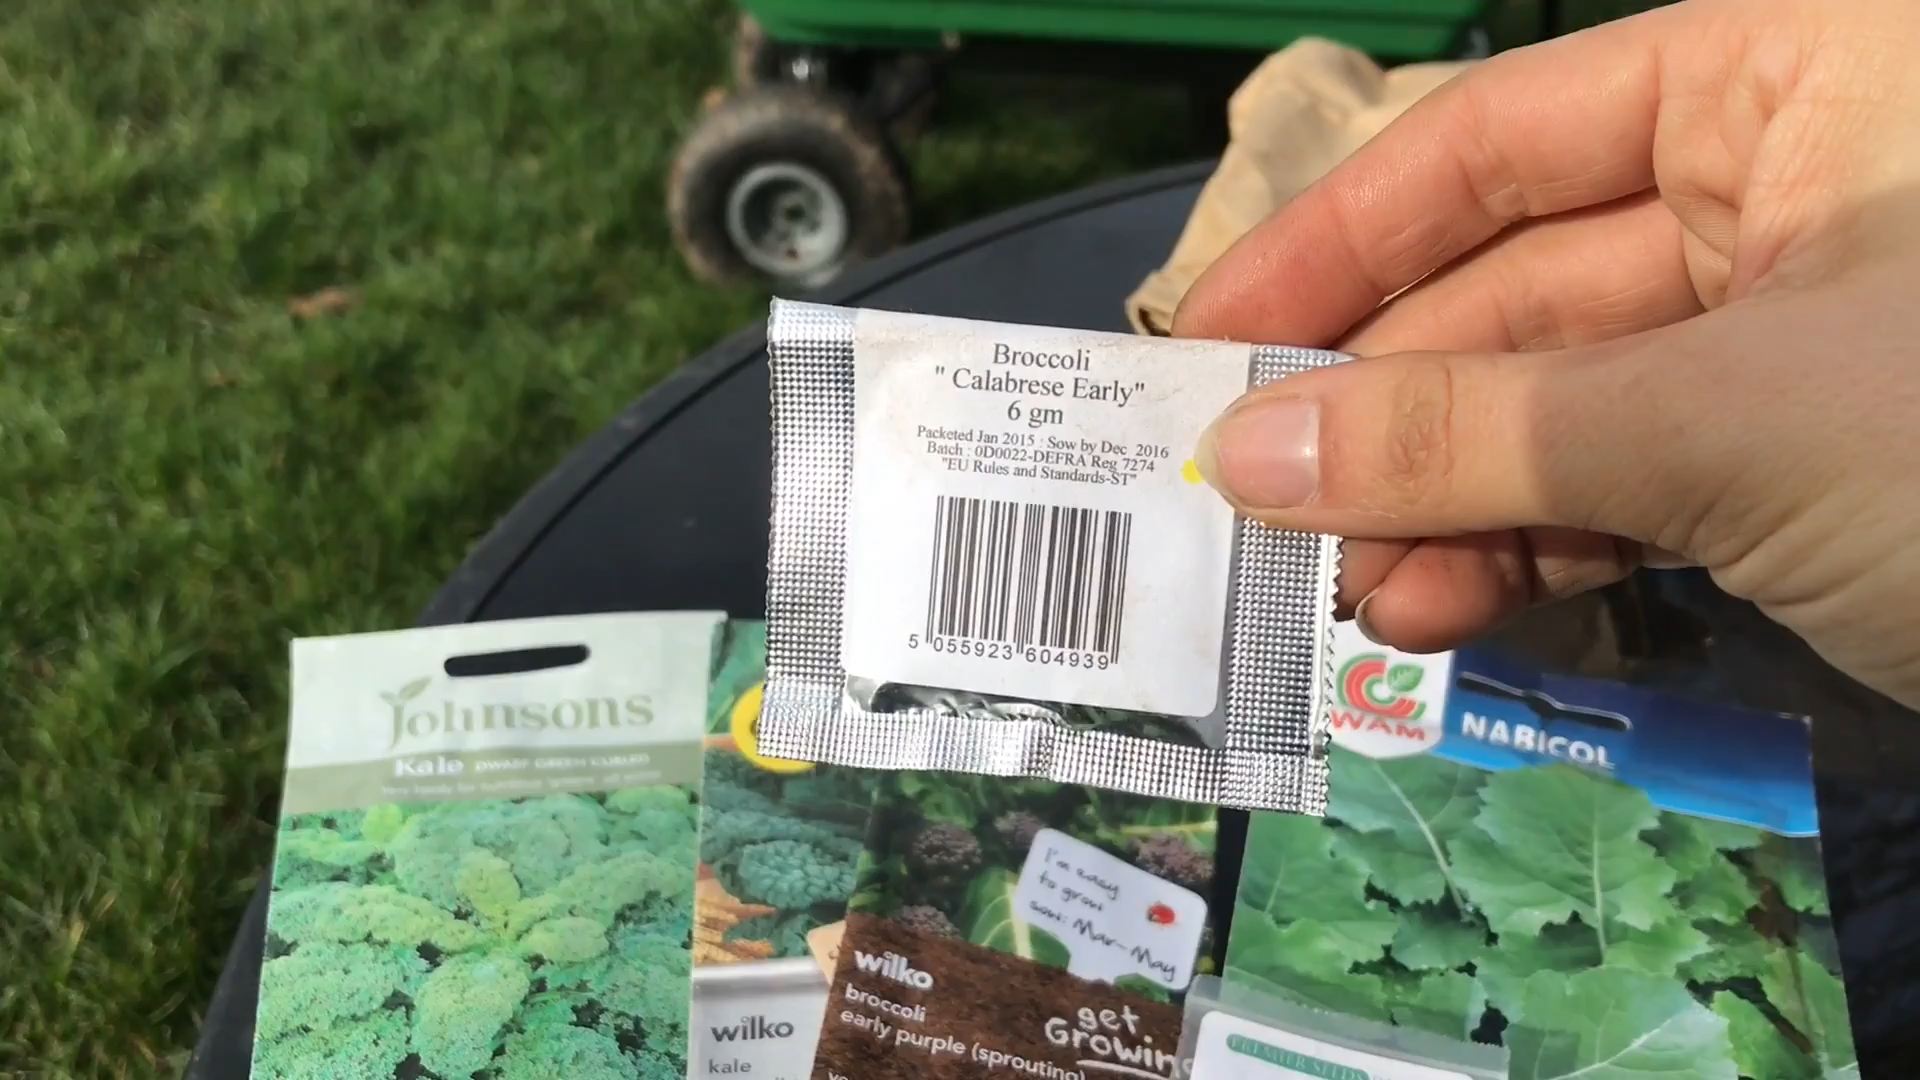 Broccoli
" Calabrese Early"
6 gm
Packeted Jan 2015 : Sow by Dec 2016
Batch : 0D0022-DEFRA Reg 7274
"EU Rules and Standards-ST"
5 055923 604939
Johnsons
Kale DWARF GREEN CURLED
WAM
NABICOL
I'm easy
to grow
sow: Mar-May
wilko
broccoli
early purple (sprouting)
get
Growing
wilko
kale
PREMIER SEEDS